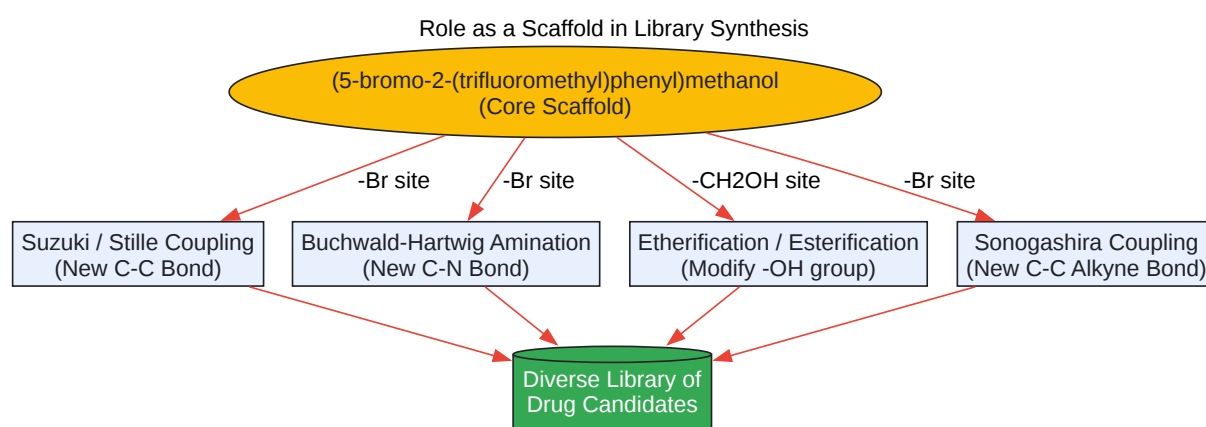 Role as a Scaffold in Library Synthesis
(5-bromo-2-(trifluoromethyl)phenyl)methanol
(Core Scaffold)
-Br site
-Br site
-CH2OH site
-Br site
Suzuki / Stille Coupling
(New C-C Bond)
Buchwald-Hartwig Amination
(New C-N Bond)
Etherification / Esterification
(Modify -OH group)
Sonogashira Coupling
(New C-C Alkyne Bond)
Diverse Library of
Drug Candidates